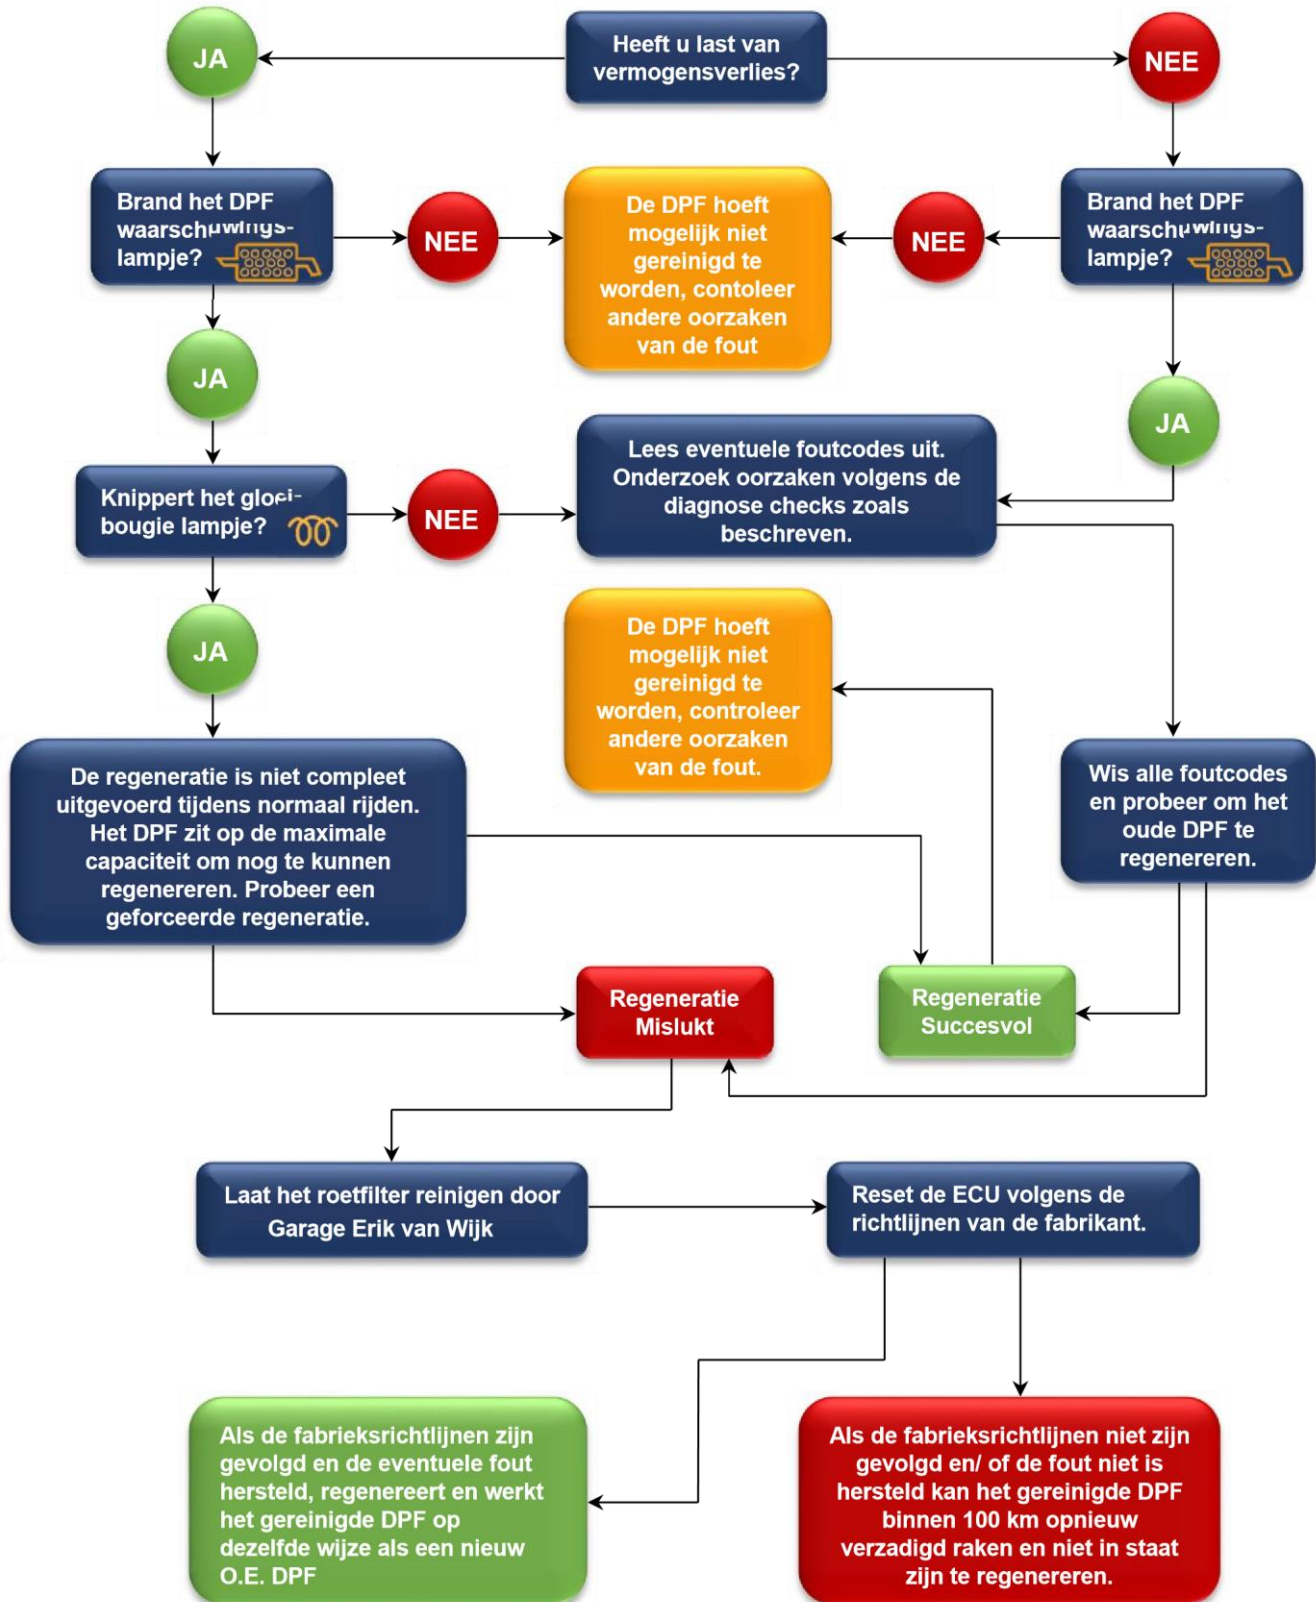 JA
Heeft u last van
vermogensverlies?
NEE
Brand het DPF
waarschuwings-
lampje?
NEE
De DPF hoeft
mogelijk niet
gereinigd te
worden, contoleer
andere oorzaken
van de fout
NEE
Brand het DPF
waarschuwings-
lampje?
JA
JA
Lees eventuele foutcodes uit.
Onderzoek oorzaken volgens de
diagnose checks zoals
beschreven.
Knippert het gloei-
bougie lampje?
NEE
JA
De DPF hoeft
mogelijk niet
gereinigd te
worden, controleer
andere oorzaken
van de fout.
De regeneratie is niet compleet
uitgevoerd tijdens normaal rijden.
Het DPF zit op de maximale
capaciteit om nog te kunnen
regenereren. Probeer een
geforceerde regeneratie.
Wis alle foutcodes
en probeer om het
oude DPF te
regenereren.
Regeneratie
Mislukt
Regeneratie
Succesvol
Laat het roetfilter reinigen door
Garage Erik van Wijk
Reset de ECU volgens de
richtlijnen van de fabrikant.
Als de fabrieksrichtlijnen zijn
gevolgd en de eventuele fout
hersteld, regenereert en werkt
het gereinigde DPF op
dezelfde wijze als een nieuw
O.E. DPF
Als de fabrieksrichtlijnen niet zijn
gevolgd en/ of de fout niet is
hersteld kan het gereinigde DPF
binnen 100 km opnieuw
verzadigd raken en niet in staat
zijn te regenereren.